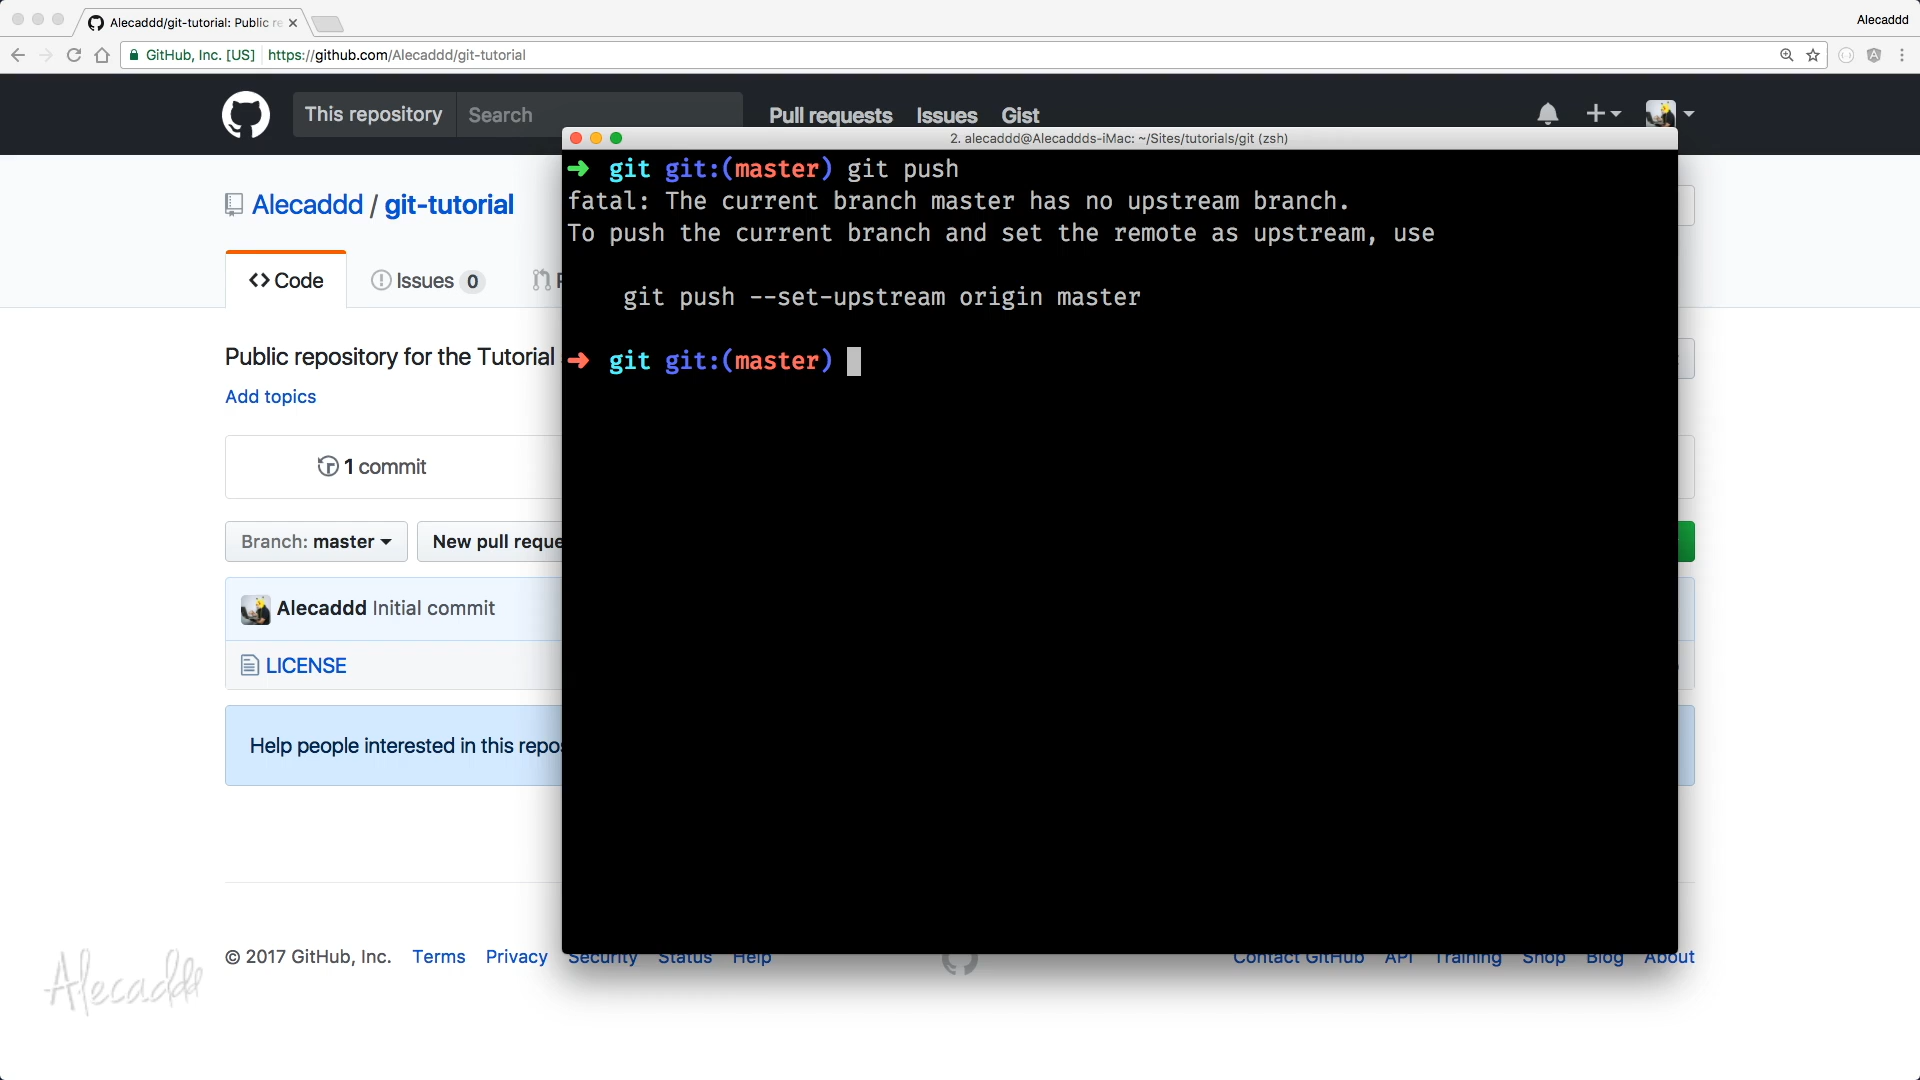 Alecaddd/git-tutorial: Public re
Alecaddd
GitHub, Inc. [US] https://github.com/Alecaddd/git-tutorial
This repository Search Pull requests Issues Gist
2. alecaddd@Alecaddds-iMac: ~/Sites/tutorials/git (zsh)
➜ git git:(master) git push
fatal: The current branch master has no upstream branch.
To push the current branch and set the remote as upstream, use
git push --set-upstream origin master
➜ git git:(master)
Alecaddd / git-tutorial
Code Issues 0
Public repository for the Tutorial
Add topics
1 commit
Branch: master New pull reque
Alecaddd Initial commit
LICENSE
Help people interested in this repos
© 2017 GitHub, Inc. Terms Privacy Security Status Help Contact GitHub API Training Shop Blog About
Alecaddd